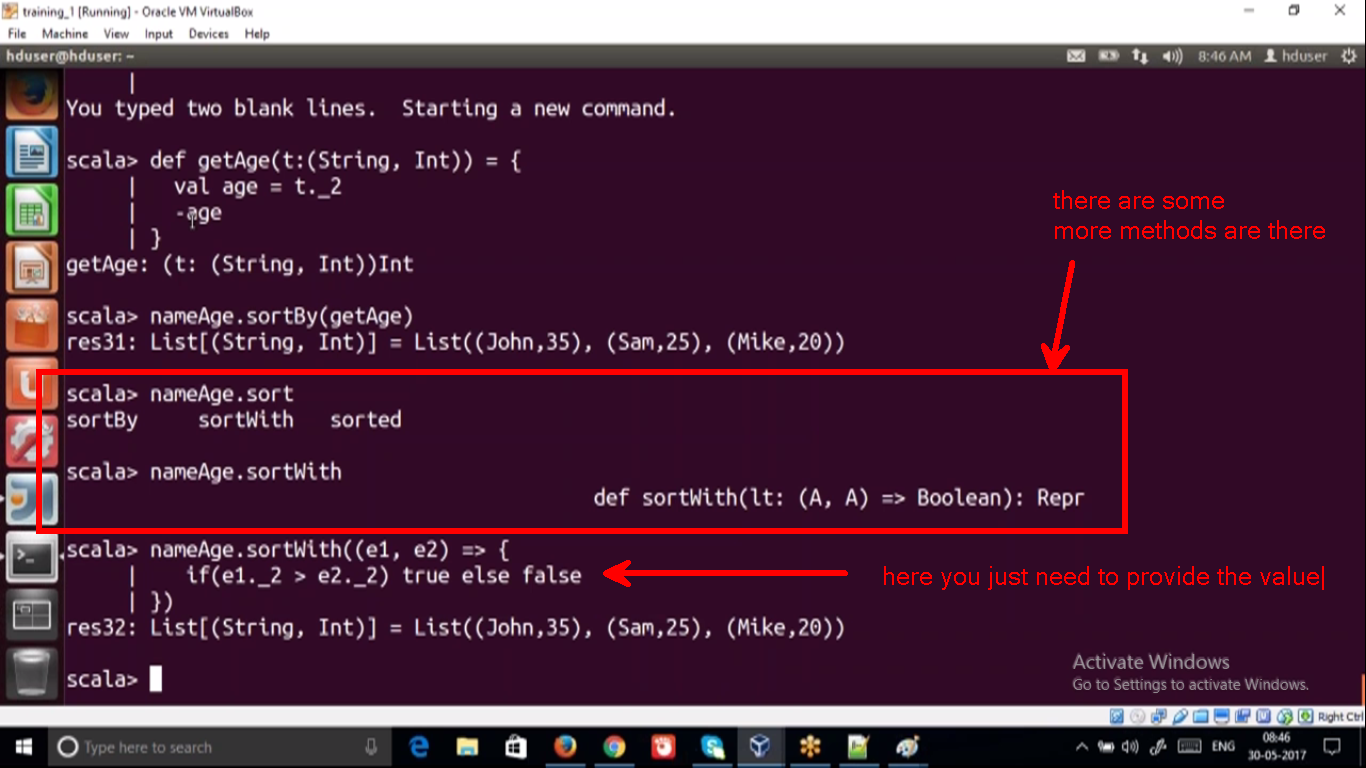 training_1 [Running] - Oracle VM VirtualBox
File Machine View Input Devices Help
hduser@hduser: ~
8:46 AM hduser
|
You typed two blank lines.  Starting a new command.
scala> def getAge(t:(String, Int)) = {
|   val age = t._2
|   -age
| }
getAge: (t: (String, Int))Int
there are some
more methods are there
scala> nameAge.sortBy(getAge)
res31: List[(String, Int)] = List((John,35), (Sam,25), (Mike,20))
scala> nameAge.sort
sortBy     sortWith   sorted
scala> nameAge.sortWith
def sortWith(lt: (A, A) => Boolean): Repr
scala> nameAge.sortWith((e1, e2) => {
|    if(e1._2 > e2._2) true else false
here you just need to provide the value
| })
res32: List[(String, Int)] = List((John,35), (Sam,25), (Mike,20))
scala>
Activate Windows
Go to Settings to activate Windows.
Right Ctrl
Type here to search
ENG
08:46
30-05-2017